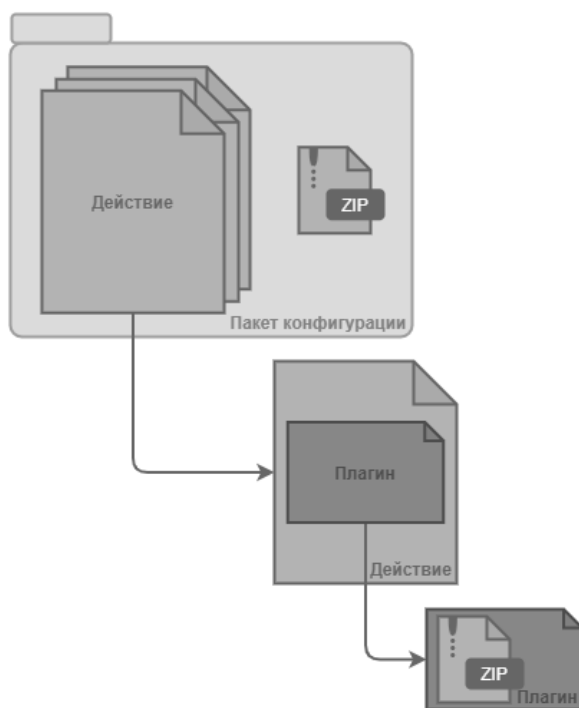 Действие
ZIP
Пакет конфигурации
Плагин
Действие
ZIP
Плагин